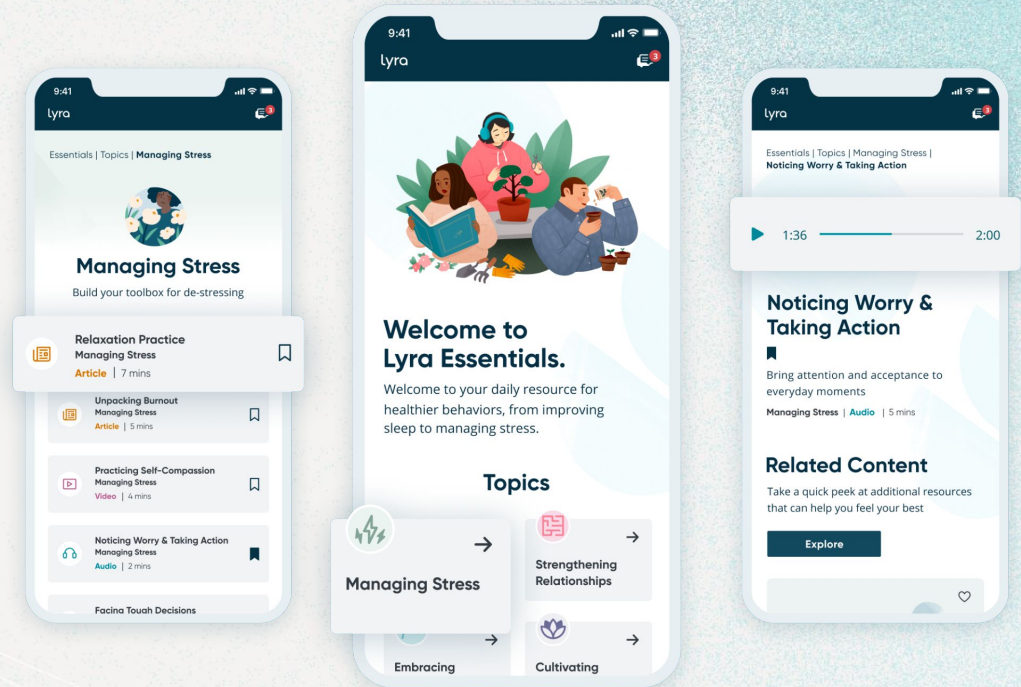 9:41
lyra
3
Essentials | Topics | Managing Stress
Managing Stress
Build your toolbox for de-stressing
Relaxation Practice
Managing Stress
Article | 7 mins
Unpacking Burnout
Managing Stress
Article | 5 mins
Practicing Self-Compassion
Managing Stress
Video | 4 mins
Noticing Worry & Taking Action
Managing Stress
Audio | 2 mins
Facing Tough Decisions
9:41
lyra
3
Welcome to
Lyra Essentials.
Welcome to your daily resource for
healthier behaviors, from improving
sleep to managing stress.
Topics
Managing Stress
Strengthening
Relationships
Embracing
Cultivating
9:41
lyra
3
Essentials | Topics | Managing Stress |
Noticing Worry & Taking Action
1:36
2:00
Noticing Worry &
Taking Action
Bring attention and acceptance to
everyday moments
Managing Stress | Audio | 5 mins
Related Content
Take a quick peek at additional resources
that can help you feel your best
Explore